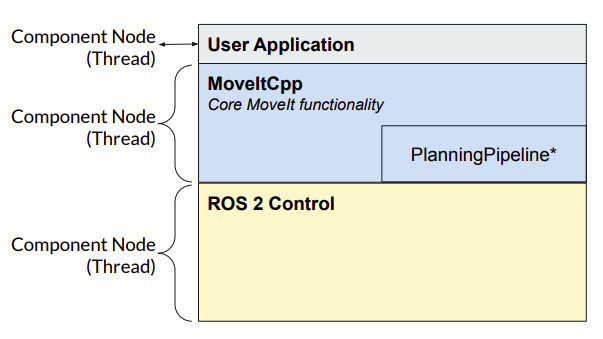 Component Node
(Thread)
User Application
Component Node
(Thread)
MoveItCpp
Core MoveIt functionality
PlanningPipeline*
Component Node
(Thread)
ROS 2 Control